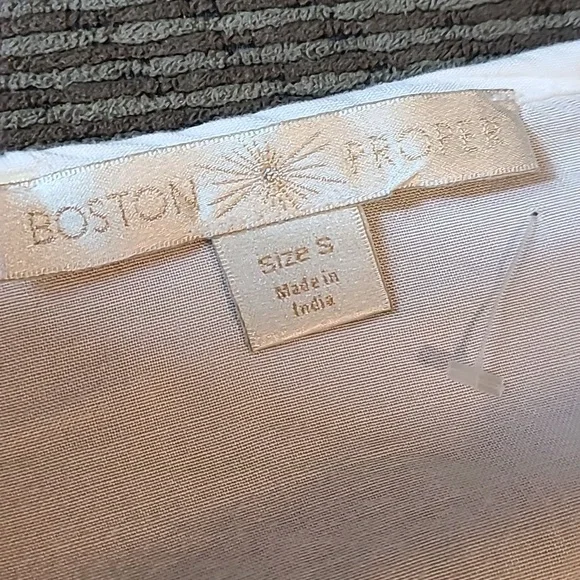 BOSTON PROPER
Size S
Made in
India